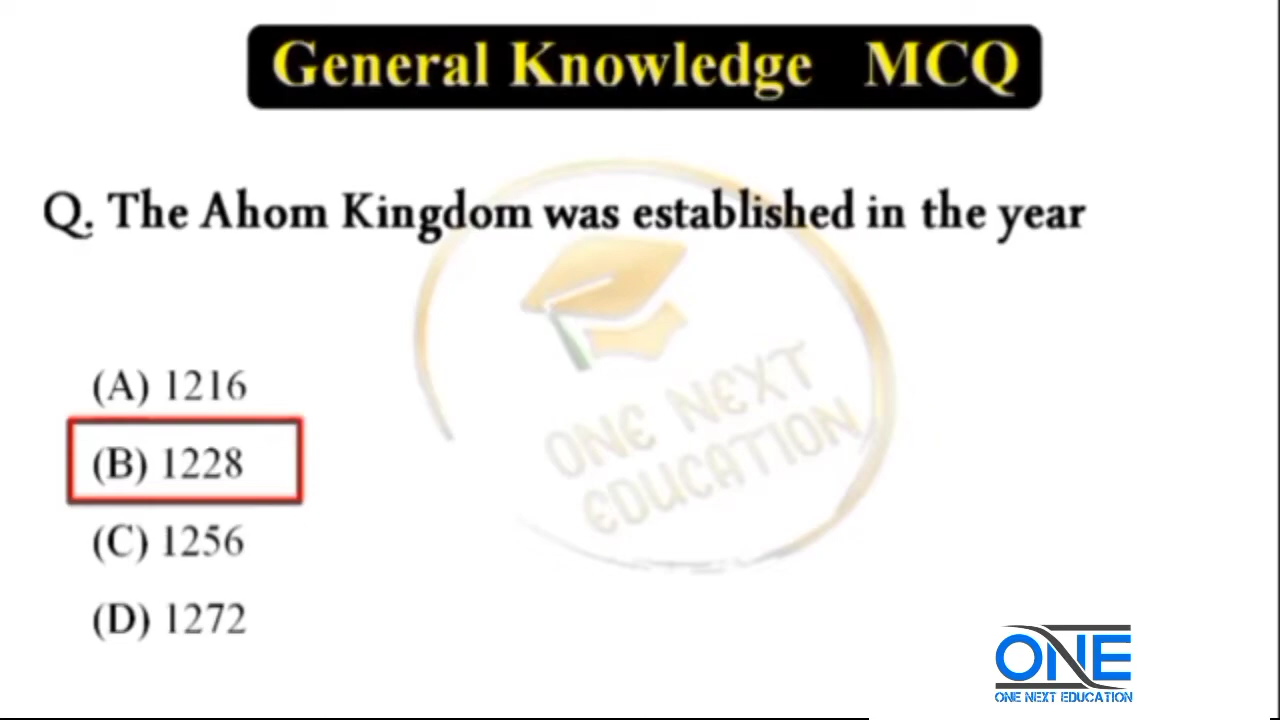 General Knowledge MCQ
Q. The Ahom Kingdom was established in the year
(A) 1216
(B) 1228
(C) 1256
(D) 1272
ONE NEXT
EDUCATION
ONE
ONE NEXT EDUCATION